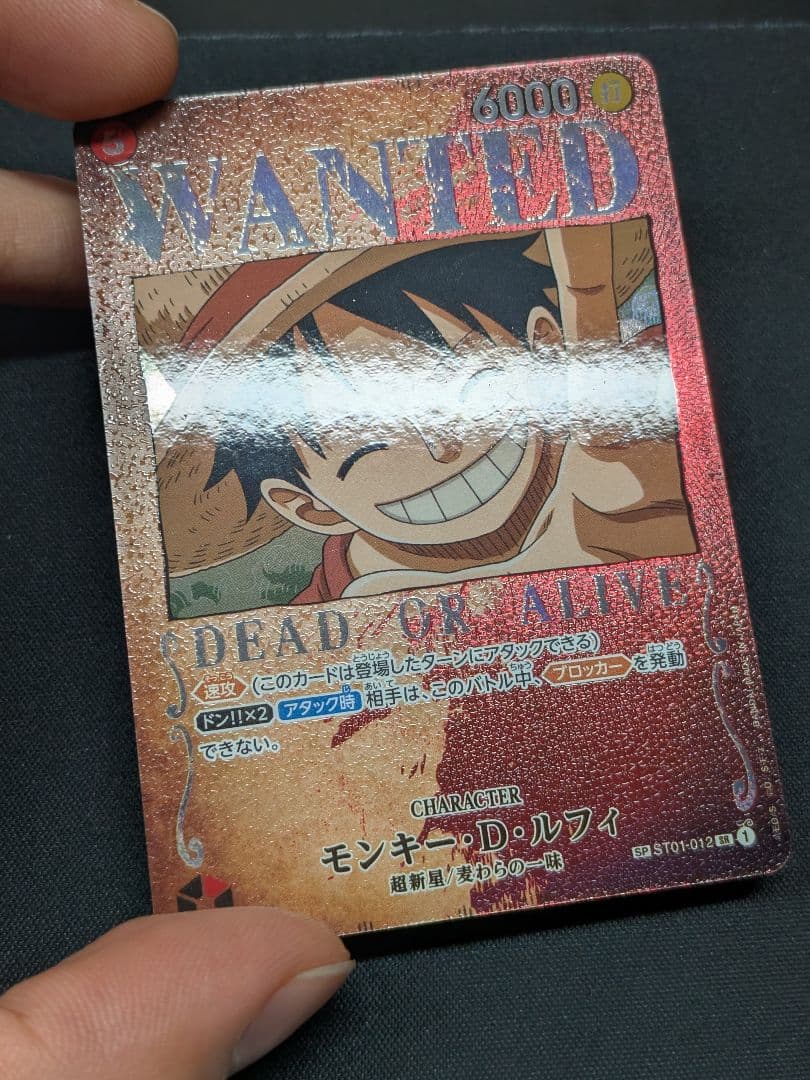 6000 打
5
WANTED
DEAD OR ALIVE
速攻 (このカードは登場したターンにアタックできる)
ドン!!×2 アタック時 相手は、このバトル中、ブロッカーを発動
できない。
CHARACTER
モンキー・D・ルフィ
超新星/麦わらの一味
SP ST01-012 SR 1